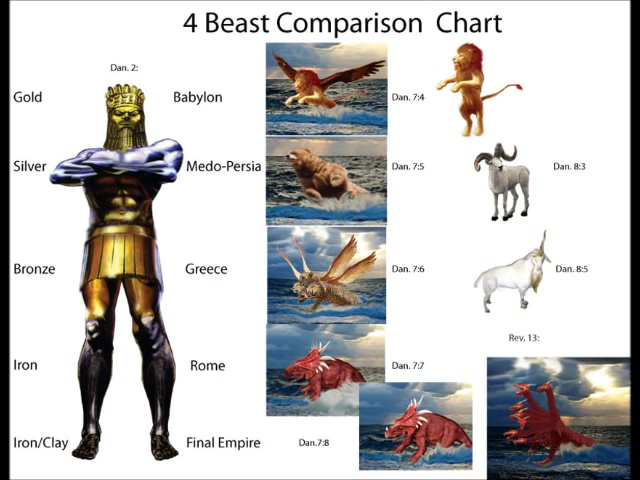 4 Beast Comparison Chart
Dan. 2:
Gold
Babylon
Dan. 7:4
Silver
Medo-Persia
Dan. 7:5
Dan. 8:3
Bronze
Greece
Dan. 7:6
Dan. 8:5
Rev. 13:
Iron
Rome
Dan. 7:7
Iron/Clay
Final Empire
Dan.7:8